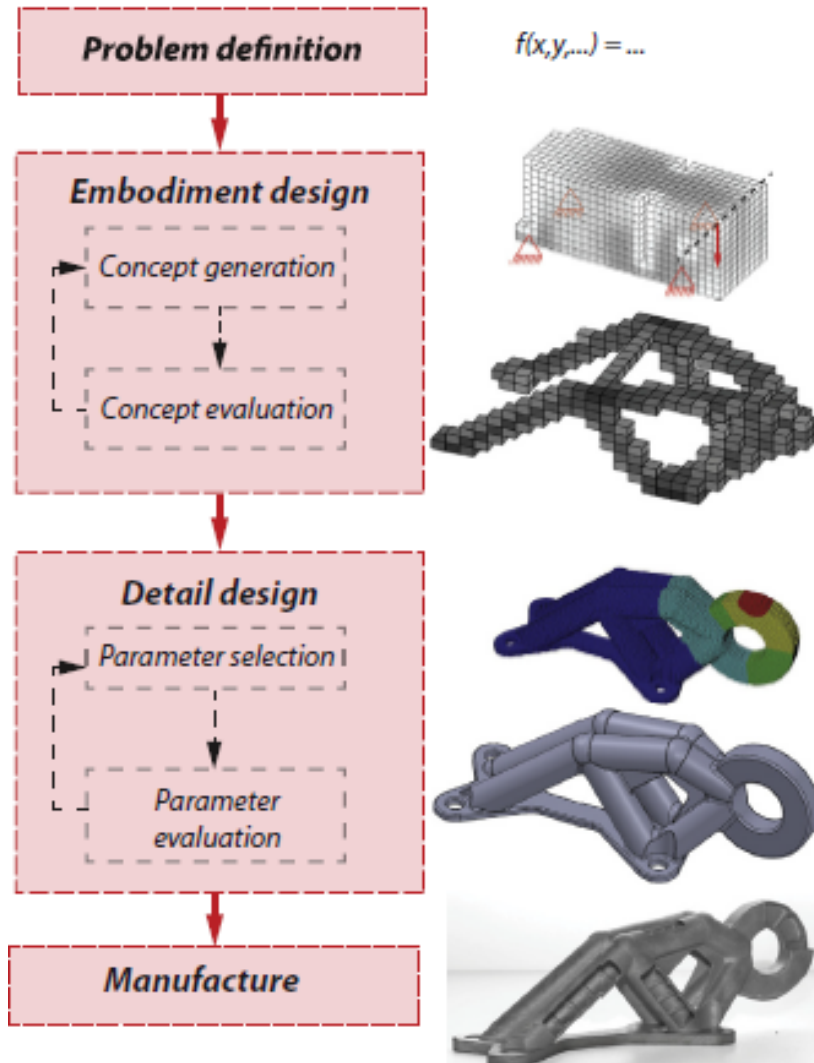 Problem definition
f(x,y,...) = ...
Embodiment design
Concept generation
Concept evaluation
Detail design
Parameter selection
Parameter
evaluation
Manufacture